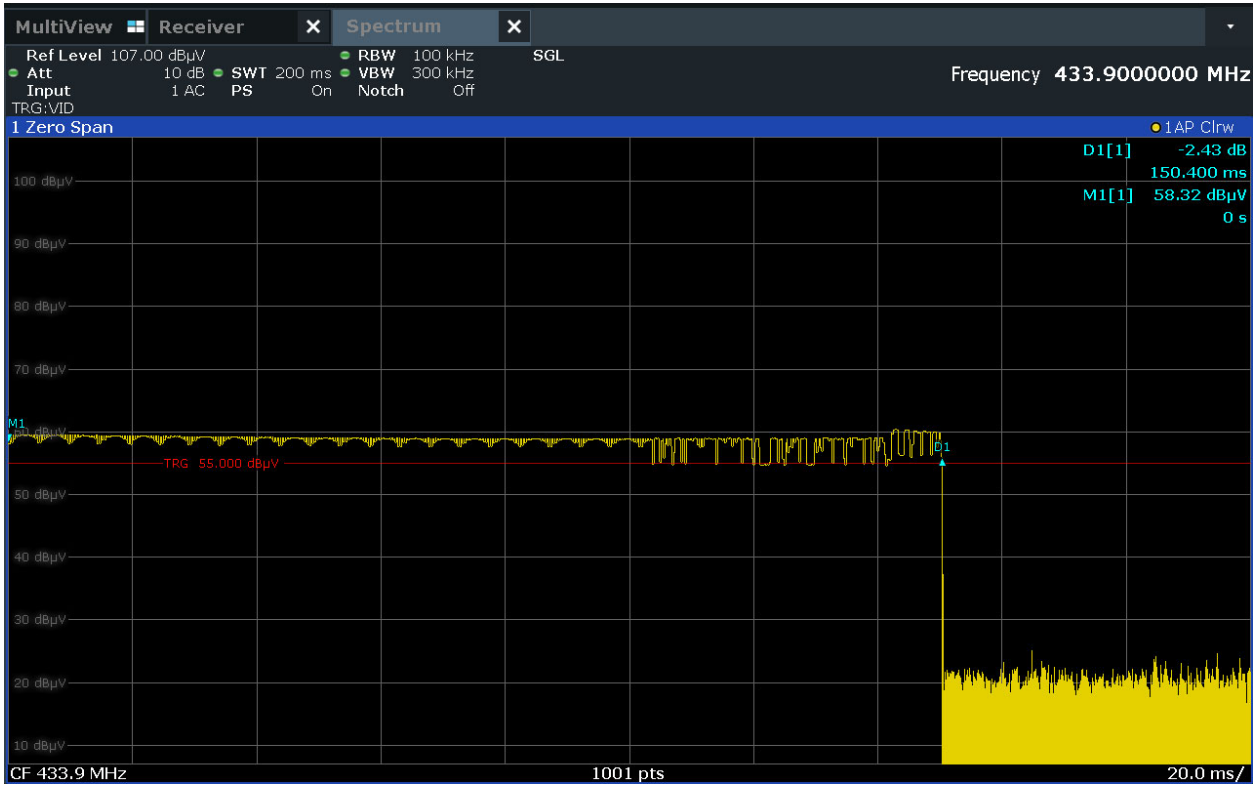 MultiView Receiver X Spectrum X
Ref Level 107.00 dBµV RBW 100 kHz SGL
Att 10 dB SWT 200 ms VBW 300 kHz Frequency 433.9000000 MHz
Input 1 AC PS On Notch Off
TRG:VID
1 Zero Span 1AP Clrw
D1[1] -2.43 dB
150.400 ms
M1[1] 58.32 dBµV
0 s
100 dBµV
90 dBµV
80 dBµV
70 dBµV
M1
60 dBµV
D1
TRG 55.000 dBµV
50 dBµV
40 dBµV
30 dBµV
20 dBµV
10 dBµV
CF 433.9 MHz 1001 pts 20.0 ms/